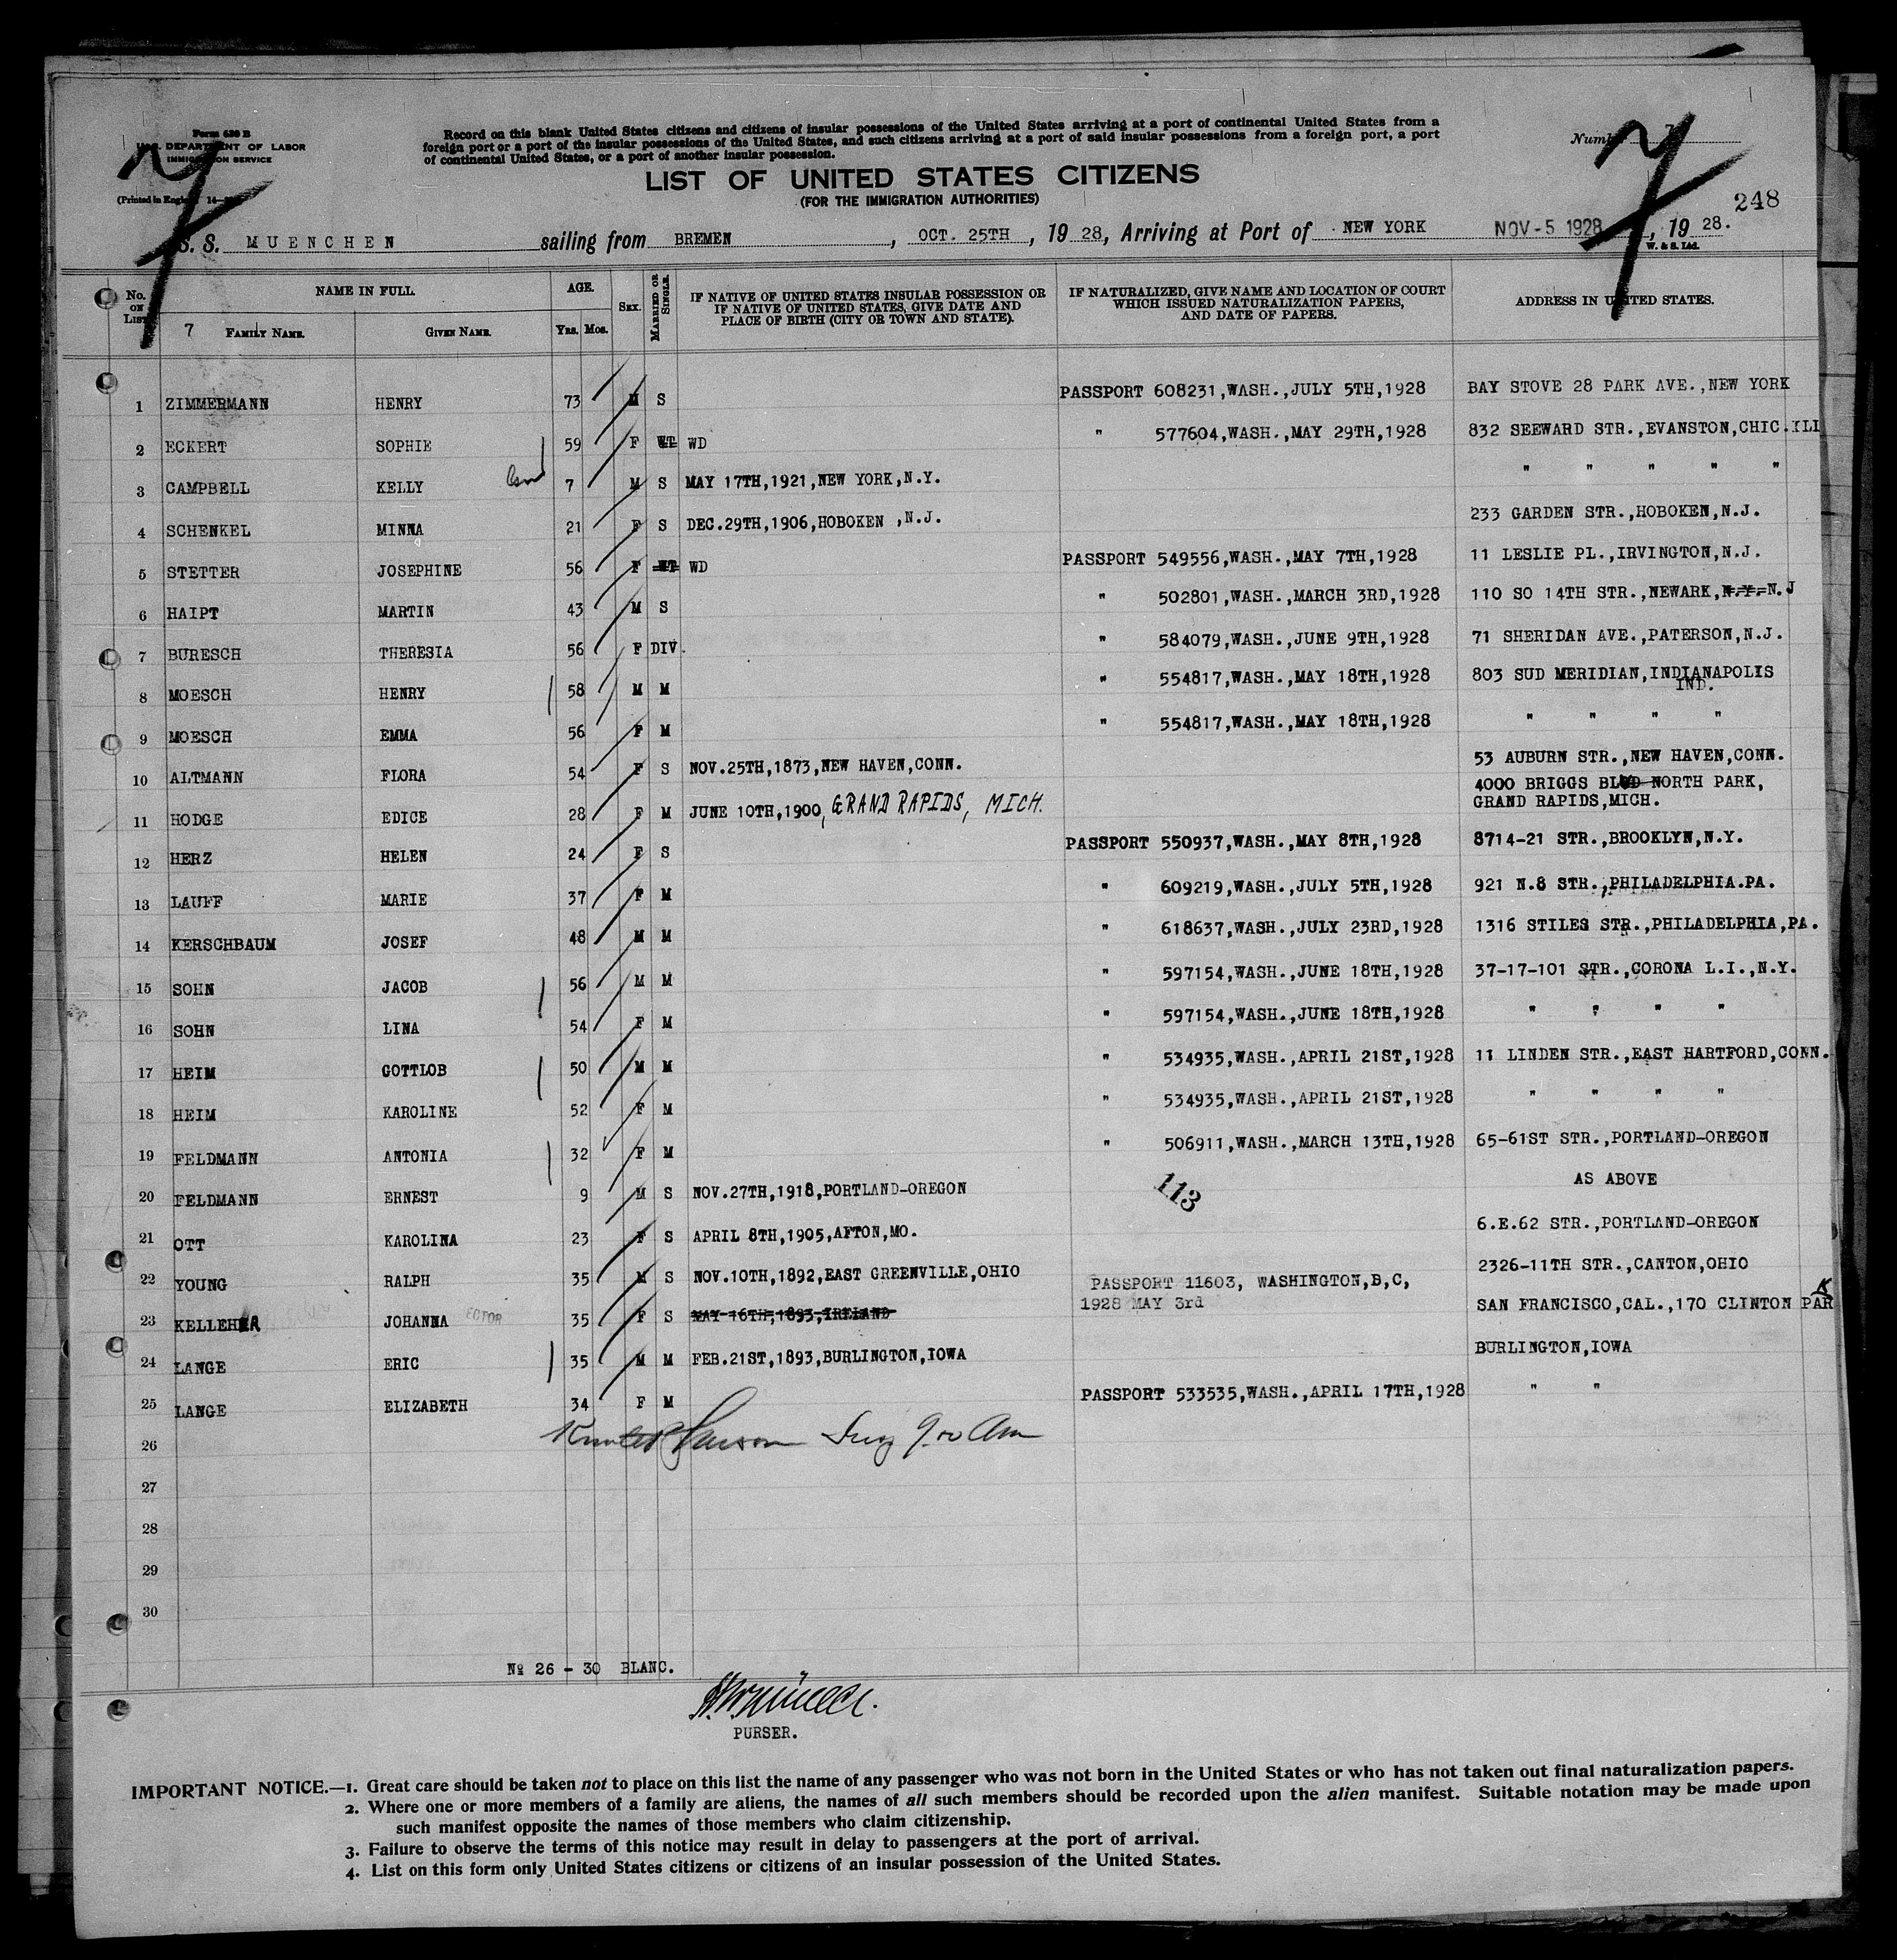 Form 630 B
U.S. DEPARTMENT OF LABOR
IMMIGRATION SERVICE
(Printed in England)
Record on this blank United States citizens and citizens of insular possessions of the United States arriving at a port of continental United States from a
foreign port or a port of the insular possessions of the United States, and such citizens arriving at a port of said insular possessions from a foreign port, a port
of continental United States, or a port of another insular possession.
Number 7
7 7
248
LIST OF UNITED STATES CITIZENS
(FOR THE IMMIGRATION AUTHORITIES)
S. S. MUENCHEN sailing from BREMEN, OCT. 25TH, 1928, Arriving at Port of NEW YORK NOV-5 1928, 1928.
W. & S. Ltd.
No. ON LIST
NAME IN FULL
7 FAMILY NAME. GIVEN NAME.
AGE. YRS. MOS.
SEX.
MARRIED OR SINGLE.
IF NATIVE OF UNITED STATES INSULAR POSSESSION OR
IF NATIVE OF UNITED STATES, GIVE DATE AND
PLACE OF BIRTH (CITY OR TOWN AND STATE).
IF NATURALIZED, GIVE NAME AND LOCATION OF COURT
WHICH ISSUED NATURALIZATION PAPERS,
AND DATE OF PAPERS.
ADDRESS IN UNITED STATES.
1 ZIMMERMANN HENRY 73 M S PASSPORT 608231,WASH.,JULY 5TH,1928 BAY STOVE 28 PARK AVE.,NEW YORK
2 ECKERT SOPHIE 59 F WT WD " 577604,WASH.,MAY 29TH,1928 832 SEEWARD STR.,EVANSTON,CHIC.ILL
3 CAMPBELL KELLY 7 M S MAY 17TH,1921,NEW YORK,N.Y. " " " " "
4 SCHENKEL MINNA 21 F S DEC.29TH,1906,HOBOKEN ,N.J. 233 GARDEN STR.,HOBOKEN,N.J.
5 STETTER JOSEPHINE 56 F WT WD PASSPORT 549556,WASH.,MAY 7TH,1928 11 LESLIE PL.,IRVINGTON,N.J.
6 HAIPT MARTIN 43 M S " 502801,WASH.,MARCH 3RD,1928 110 SO 14TH STR.,NEWARK,N.Y.=N.J
7 BURESCH THERESIA 56 F DIV. " 584079,WASH.,JUNE 9TH,1928 71 SHERIDAN AVE.,PATERSON,N.J.
8 MOESCH HENRY 58 M M " 554817,WASH.,MAY 18TH,1928 803 SUD MERIDIAN,INDIANAPOLIS
IND.
9 MOESCH EMMA 56 F M " 554817,WASH.,MAY 18TH,1928 " " " "
10 ALTMANN FLORA 54 F S NOV.25TH,1873,NEW HAVEN,CONN. 53 AUBURN STR.,NEW HAVEN,CONN.
11 HODGE EDICE 28 F M JUNE 10TH,1900, GRAND RAPIDS, MICH. 4000 BRIGGS BLVD NORTH PARK,
GRAND RAPIDS,MICH.
12 HERZ HELEN 24 F S PASSPORT 550937,WASH.,MAY 8TH,1928 8714-21 STR.,BROOKLYN,N.Y.
13 LAUFF MARIE 37 F M " 609219,WASH.,JULY 5TH,1928 921 N.8 STR.,PHILADELPHIA.PA.
14 KERSCHBAUM JOSEF 48 M M " 618637,WASH.,JULY 23RD,1928 1316 STILES STR.,PHILADELPHIA,PA.
15 SOHN JACOB 56 M M " 597154,WASH.,JUNE 18TH,1928 37-17-101 STR.,CORONA L.I.,N.Y.
16 SOHN LINA 54 F M " 597154,WASH.,JUNE 18TH,1928 " " " "
17 HEIM GOTTLOB 50 M M " 534935,WASH.,APRIL 21ST,1928 11 LINDEN STR.,EAST HARTFORD,CONN.
18 HEIM KAROLINE 52 F M " 534935,WASH.,APRIL 21ST,1928 " " " "
19 FELDMANN ANTONIA 32 F M " 506911,WASH.,MARCH 13TH,1928 65-61ST STR.,PORTLAND-OREGON
20 FELDMANN ERNEST 9 M S NOV.27TH,1918,PORTLAND-OREGON 113 AS ABOVE
21 OTT KAROLINA 23 F S APRIL 8TH,1905,AFTON,MO. 6.E.62 STR.,PORTLAND-OREGON
22 YOUNG RALPH 35 M S NOV.10TH,1892,EAST GREENVILLE,OHIO 2326-11TH STR.,CANTON,OHIO
23 KELLEHER JOHANNA 35 F S MAY 16TH,1893,IRELAND PASSPORT 11603, WASHINGTON,B,C,
1928 MAY 3rd SAN FRANCISCO,CAL.,170 CLINTON PARK
24 LANGE ERIC 35 M M FEB.21ST,1893,BURLINGTON,IOWA BURLINGTON,IOWA
25 LANGE ELIZABETH 34 F M PASSPORT 533535,WASH.,APRIL 17TH,1928 " "
26
27
28
29
30
№ 26 - 30 BLANC.
PURSER.
IMPORTANT NOTICE.—1. Great care should be taken not to place on this list the name of any passenger who was not born in the United States or who has not taken out final naturalization papers.
2. Where one or more members of a family are aliens, the names of all such members should be recorded upon the alien manifest. Suitable notation may be made upon
such manifest opposite the names of those members who claim citizenship.
3. Failure to observe the terms of this notice may result in delay to passengers at the port of arrival.
4. List on this form only United States citizens or citizens of an insular possession of the United States.